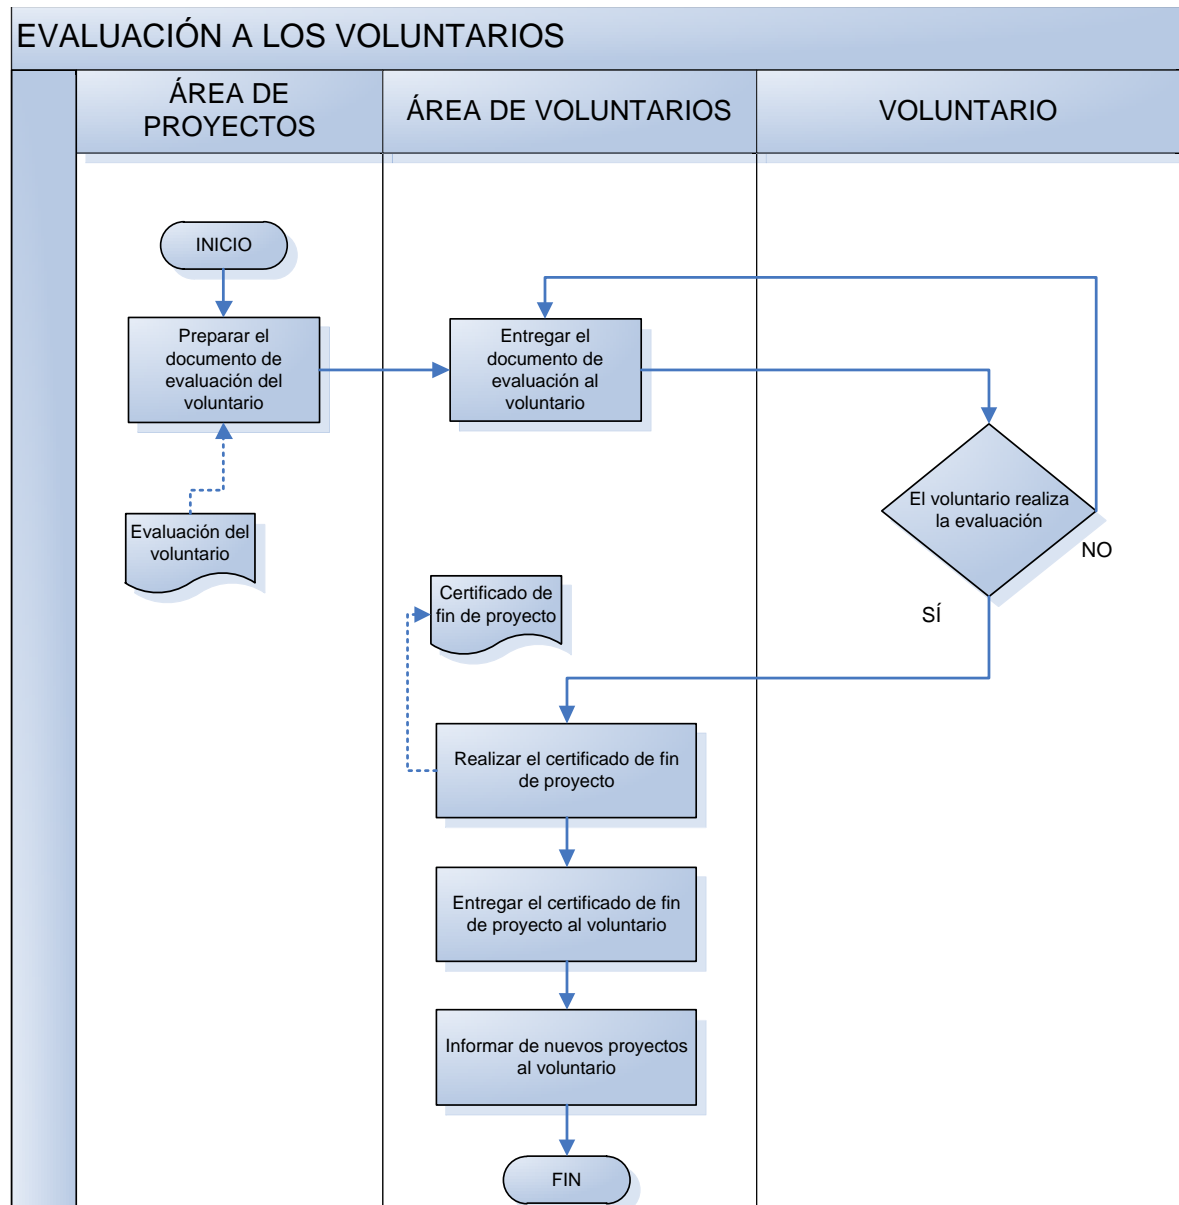 EVALUACIÓN A LOS VOLUNTARIOS
ÁREA DE
PROYECTOS
ÁREA DE VOLUNTARIOS
VOLUNTARIO
INICIO
Preparar el
documento de
evaluación del
voluntario
Entregar el
documento de
evaluación al
voluntario
El voluntario realiza
la evaluación
NO
SÍ
Evaluación del
voluntario
Certificado de
fin de proyecto
Realizar el certificado de fin
de proyecto
Entregar el certificado de fin
de proyecto al voluntario
Informar de nuevos proyectos
al voluntario
FIN